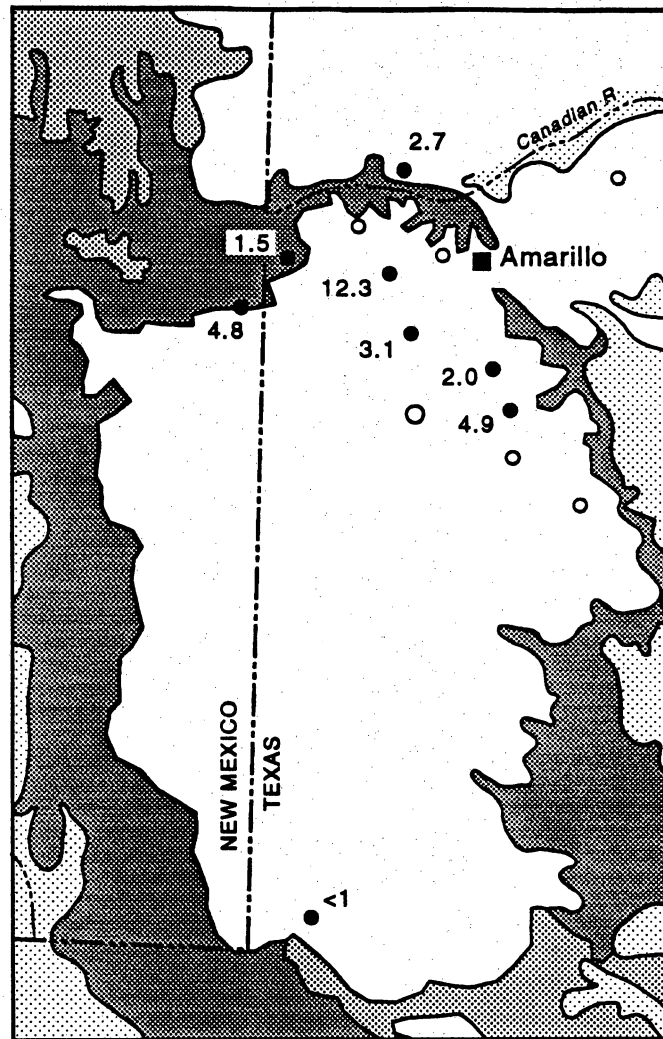 Canadian R
2.7
1.5
Amarillo
12.3
4.8
3.1
2.0
4.9
NEW MEXICO
TEXAS
<1